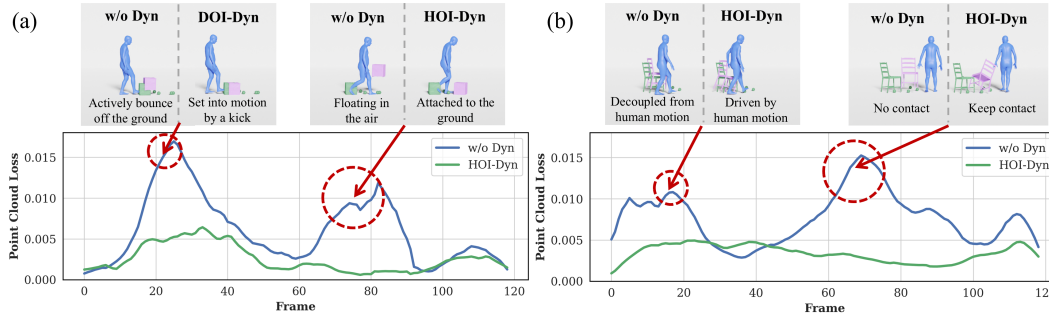 (a)
w/o Dyn
DOI-Dyn
Actively bounce
off the ground
Set into motion
by a kick
w/o Dyn
HOI-Dyn
Floating in
the air
Attached to the
ground
Point Cloud Loss
0.015
0.010
0.005
0.000
w/o Dyn
HOI-Dyn
0
20
40
60
80
100
120
Frame
(b)
w/o Dyn
HOI-Dyn
Decoupled from
human motion
Driven by
human motion
w/o Dyn
HOI-Dyn
No contact
Keep contact
Point Cloud Loss
0.015
0.010
0.005
0.000
w/o Dyn
HOI-Dyn
0
20
40
60
80
100
120
Frame